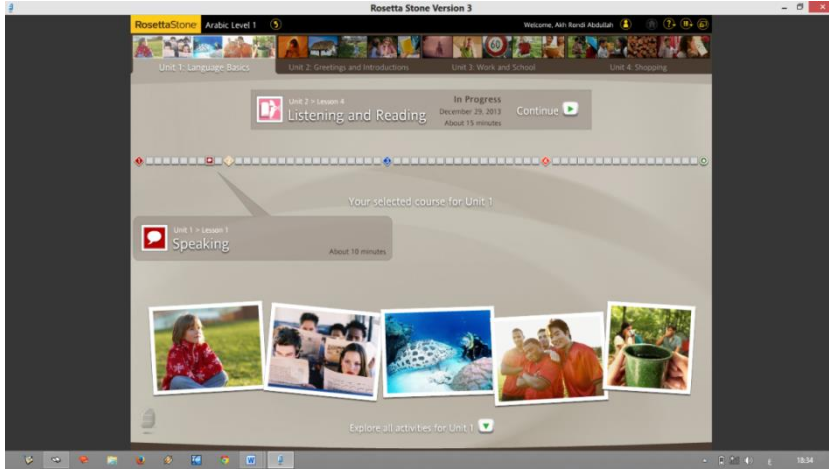 Rosetta Stone Version 3
RosettaStone Arabic Level 1
Welcome, Akh Rendi Abdullah
Unit 1: Language Basics
Unit 2: Greetings and Introductions
Unit 3: Work and School
Unit 4: Shopping
Unit 2 > Lesson 4
Listening and Reading
In Progress
December 29, 2013
About 15 minutes
Continue
Your selected course for Unit 1
Unit 1 > Lesson 1
Speaking
About 10 minutes
Explore all activities for Unit 1
18:34